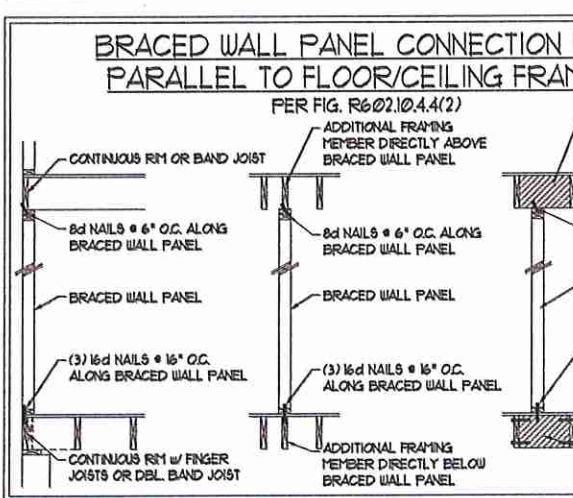 BRACED WALL PANEL CONNECTION
PARALLEL TO FLOOR/CEILING
PER FIG. R602.10.4.4(2)
CONTINUOUS RIM OR BAND JOIST
8d NAILS @ 6" O.C. ALONG
BRACED WALL PANEL
BRACED WALL PANEL
(3) 16d NAILS @ 16" O.C.
ALONG BRACED WALL PANEL
CONTINUOUS RIM W/ FINGER
JOISTS OR DBL. BAND JOIST
ADDITIONAL FRAMING
MEMBER DIRECTLY ABOVE
BRACED WALL PANEL
8d NAILS @ 6" O.C. ALONG
BRACED WALL PANEL
BRACED WALL PANEL
(3) 16d NAILS @ 16" O.C.
ALONG BRACED WALL PANEL
ADDITIONAL FRAMING
MEMBER DIRECTLY BELOW
BRACED WALL PANEL